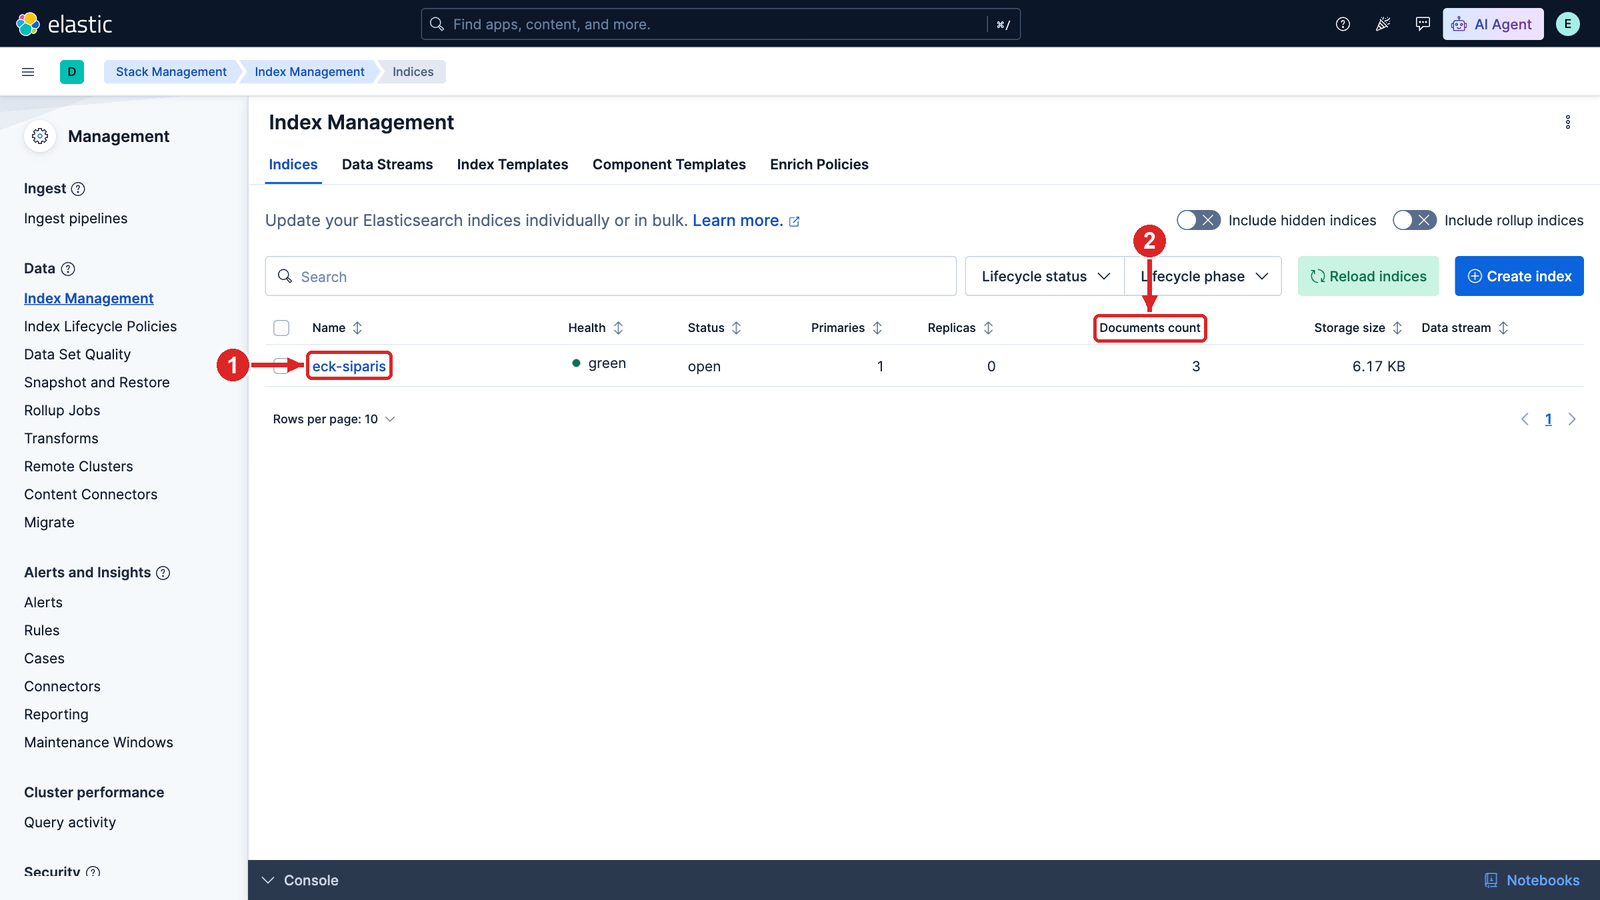 elastic
Find apps, content, and more.
⌘/
AI Agent
E
D
Stack Management
Index Management
Indices
Management
Ingest
Ingest pipelines
Data
Index Management
Index Lifecycle Policies
Data Set Quality
Snapshot and Restore
Rollup Jobs
Transforms
Remote Clusters
Content Connectors
Migrate
Alerts and Insights
Alerts
Rules
Cases
Connectors
Reporting
Maintenance Windows
Cluster performance
Query activity
Security
Index Management
Indices Data Streams Index Templates Component Templates Enrich Policies
Update your Elasticsearch indices individually or in bulk. Learn more.
Include hidden indices Include rollup indices
2
Search
Lifecycle status Lifecycle phase Reload indices Create index
Name Health Status Primaries Replicas Documents count Storage size Data stream
1
eck-siparis green open 1 0 3 6.17 KB
Rows per page: 10
1
Console
Notebooks